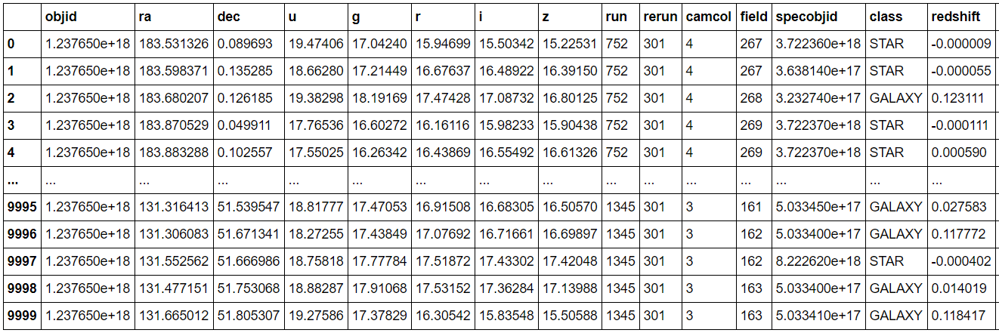 objid ra dec u g r i z run rerun camcol field specobjid class redshift
0 1.237650e+18 183.531326 0.089693 19.47406 17.04240 15.94699 15.50342 15.22531 752 301 4 267 3.722360e+18 STAR -0.000009
1 1.237650e+18 183.598371 0.135285 18.66280 17.21449 16.67637 16.48922 16.39150 752 301 4 267 3.638140e+17 STAR -0.000055
2 1.237650e+18 183.680207 0.126185 19.38298 18.19169 17.47428 17.08732 16.80125 752 301 4 268 3.232740e+17 GALAXY 0.123111
3 1.237650e+18 183.870529 0.049911 17.76536 16.60272 16.16116 15.98233 15.90438 752 301 4 269 3.722370e+18 STAR -0.000111
4 1.237650e+18 183.883288 0.102557 17.55025 16.26342 16.43869 16.55492 16.61326 752 301 4 269 3.722370e+18 STAR 0.000590
... ... ... ... ... ... ... ... ... ... ... ... ... ... ... ...
9995 1.237650e+18 131.316413 51.539547 18.81777 17.47053 16.91508 16.68305 16.50570 1345 301 3 161 5.033450e+17 GALAXY 0.027583
9996 1.237650e+18 131.306083 51.671341 18.27255 17.43849 17.07692 16.71661 16.69897 1345 301 3 162 5.033400e+17 GALAXY 0.117772
9997 1.237650e+18 131.552562 51.666986 18.75818 17.77784 17.51872 17.43302 17.42048 1345 301 3 162 8.222620e+18 STAR -0.000402
9998 1.237650e+18 131.477151 51.753068 18.88287 17.91068 17.53152 17.36284 17.13988 1345 301 3 163 5.033400e+17 GALAXY 0.014019
9999 1.237650e+18 131.665012 51.805307 19.27586 17.37829 16.30542 15.83548 15.50588 1345 301 3 163 5.033410e+17 GALAXY 0.118417